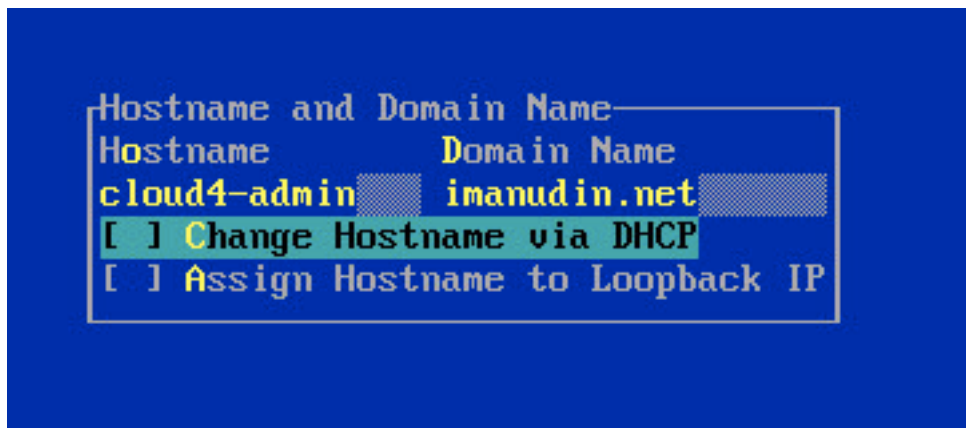 Hostname and Domain Name
Hostname Domain Name
cloud4-admin imanudin.net
[ ] Change Hostname via DHCP
[ ] Assign Hostname to Loopback IP